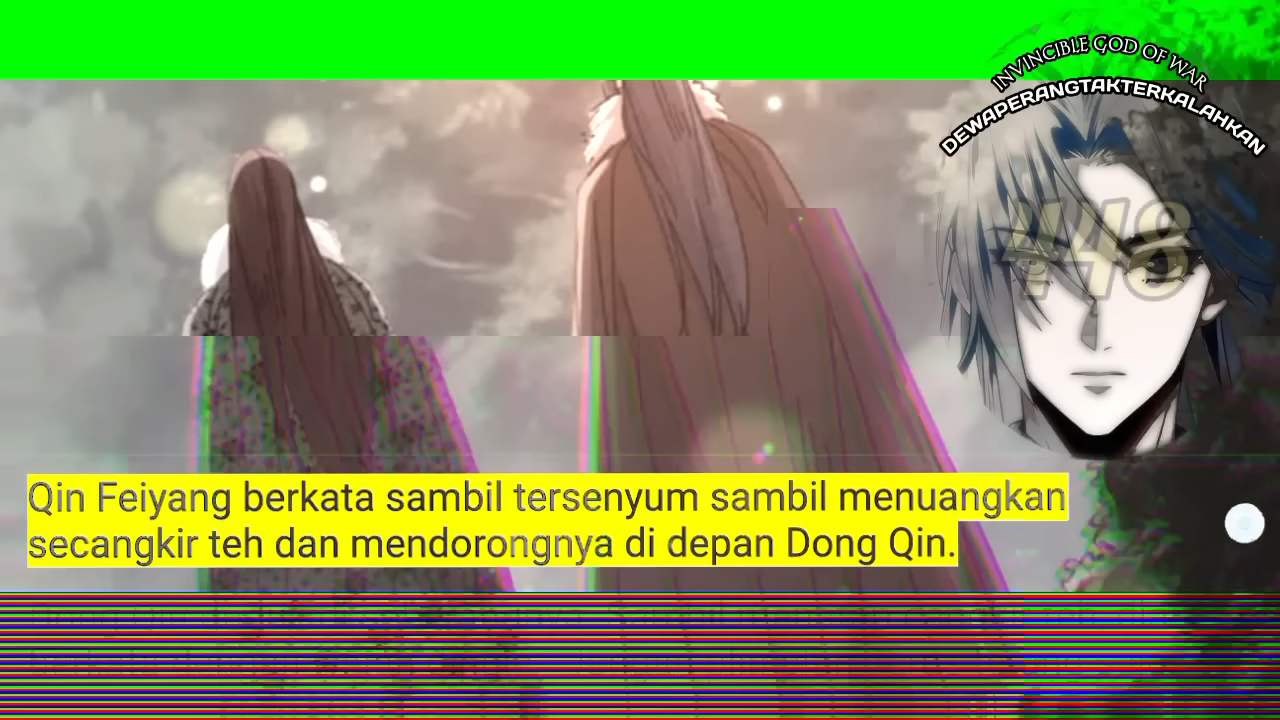 INVINCIBLE GOD OF WAR
DEWAPERANGTAKTERKALAHKAN
448
Qin Feiyang berkata sambil tersenyum sambil menuangkan
secangkir teh dan mendorongnya di depan Dong Qin.